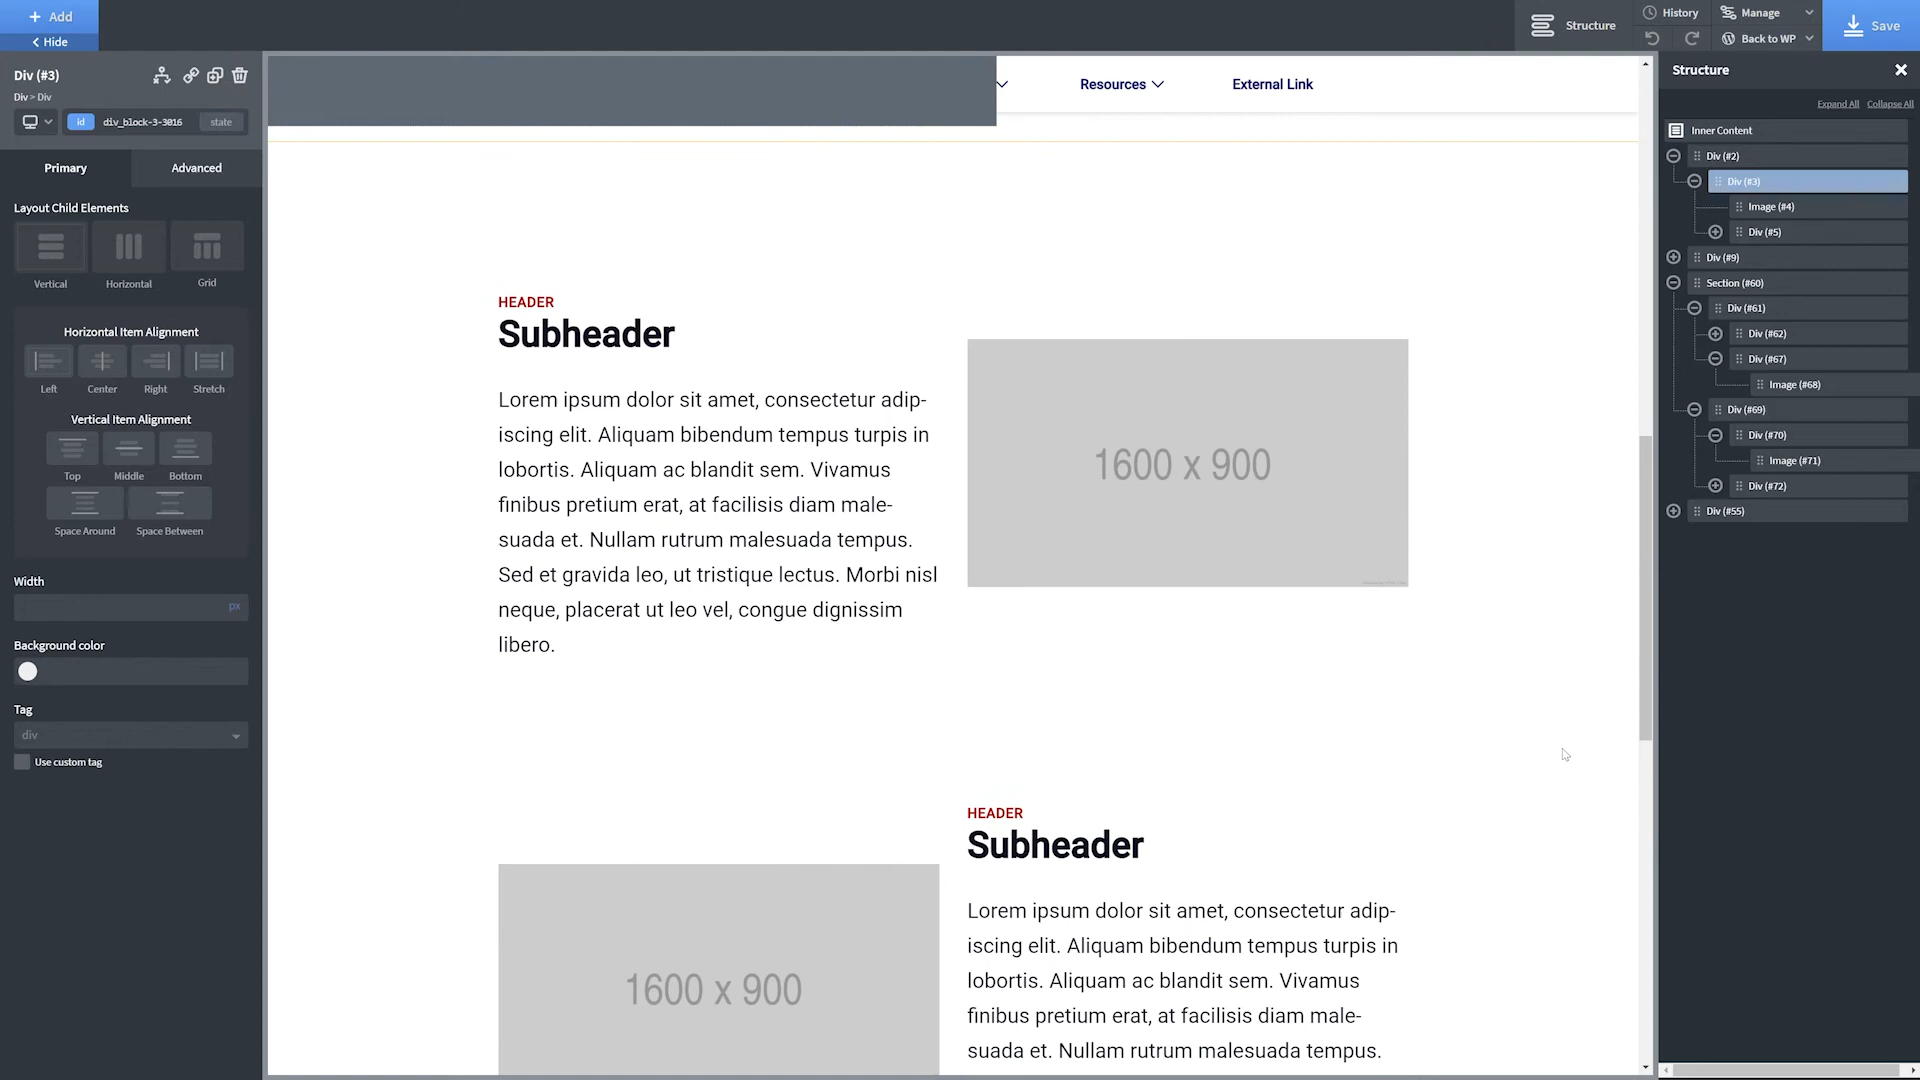 Add
Hide
Structure
History
Manage
Back to WP
Save
Div (#3)
Div > Div
id
div_block-3-3016
state
Primary
Advanced
Layout Child Elements
Vertical
Horizontal
Grid
Horizontal Item Alignment
Left
Center
Right
Stretch
Vertical Item Alignment
Top
Middle
Bottom
Space Around
Space Between
Width
px
Background color
Tag
div
Use custom tag
Resources
External Link
HEADER
Subheader
Lorem ipsum dolor sit amet, consectetur adip-
iscing elit. Aliquam bibendum tempus turpis in
lobortis. Aliquam ac blandit sem. Vivamus
finibus pretium erat, at facilisis diam male-
suada et. Nullam rutrum malesuada tempus.
Sed et gravida leo, ut tristique lectus. Morbi nisl
neque, placerat ut leo vel, congue dignissim
libero.
1600 x 900
1600 x 900
HEADER
Subheader
Lorem ipsum dolor sit amet, consectetur adip-
iscing elit. Aliquam bibendum tempus turpis in
lobortis. Aliquam ac blandit sem. Vivamus
finibus pretium erat, at facilisis diam male-
suada et. Nullam rutrum malesuada tempus.
Structure
Expand All
Collapse All
Inner Content
Div (#2)
Div (#3)
Image (#4)
Div (#5)
Div (#9)
Section (#60)
Div (#61)
Div (#62)
Div (#67)
Image (#68)
Div (#69)
Div (#70)
Image (#71)
Div (#72)
Div (#55)